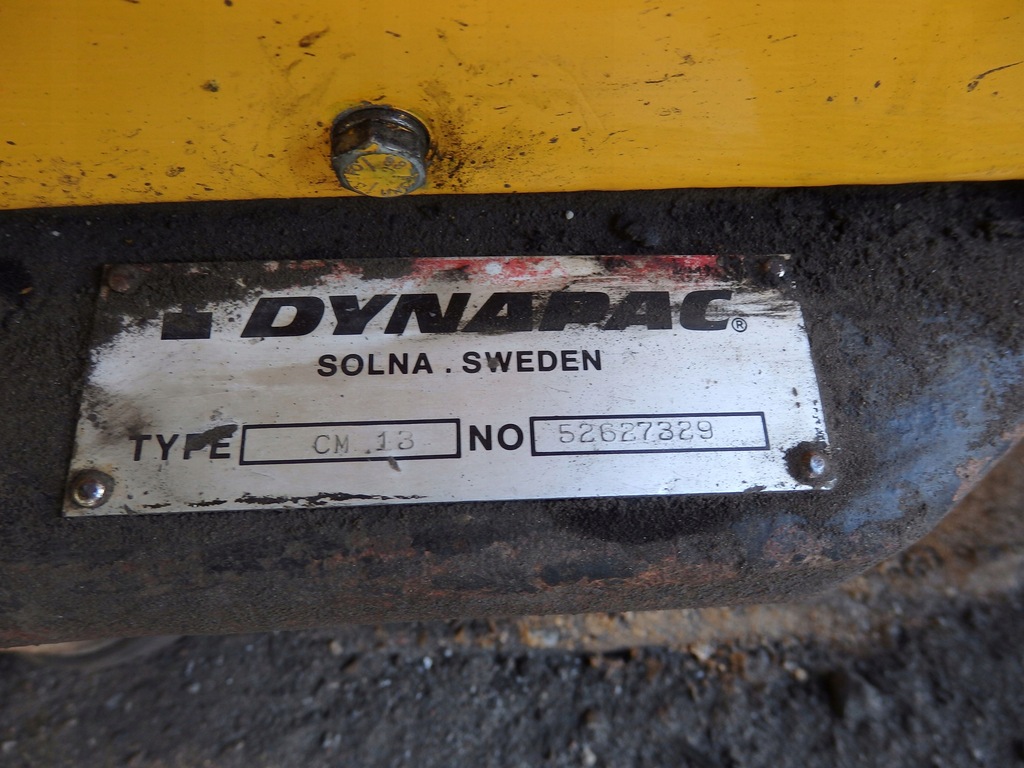 DYNAPAC®
SOLNA . SWEDEN
TYPE CM 13 NO 52627329